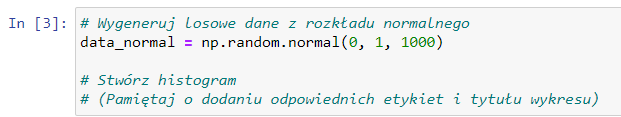 In [3]: # Wygeneruj losowe dane z rozkładu normalnego
data_normal = np.random.normal(0, 1, 1000)
# Stwórz histogram
# (Pamiętaj o dodaniu odpowiednich etykiet i tytułu wykresu)